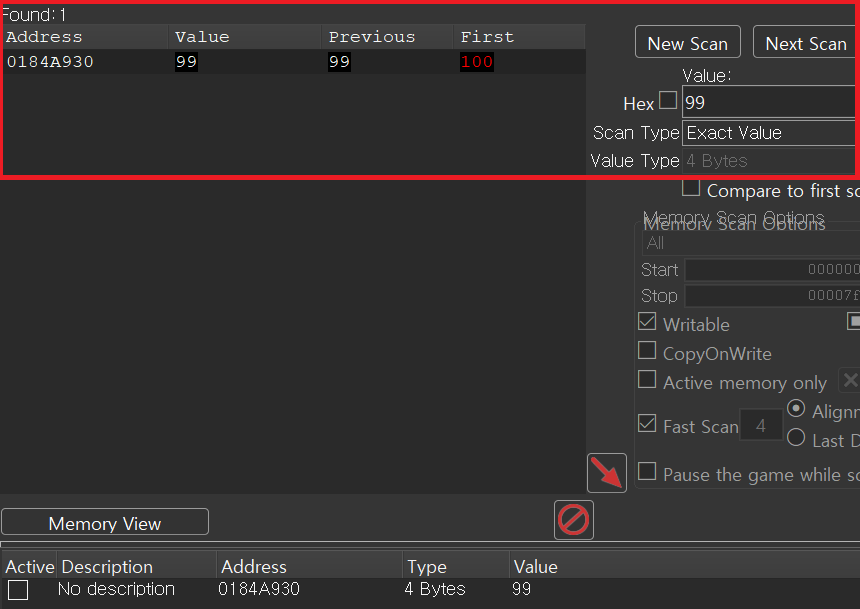 Found: 1
Address Value Previous First
0184A930 99 99 100
New Scan Next Scan
Value:
Hex 99
Scan Type Exact Value
Value Type 4 Bytes
Compare to first sc
Memory Scan Options
Memory Scan Options
All
Start 000000
Stop 00007f
Writable
CopyOnWrite
Active memory only
Fast Scan 4 Alignm
Last D
Pause the game while sc
Memory View
Active Description Address Type Value
No description 0184A930 4 Bytes 99